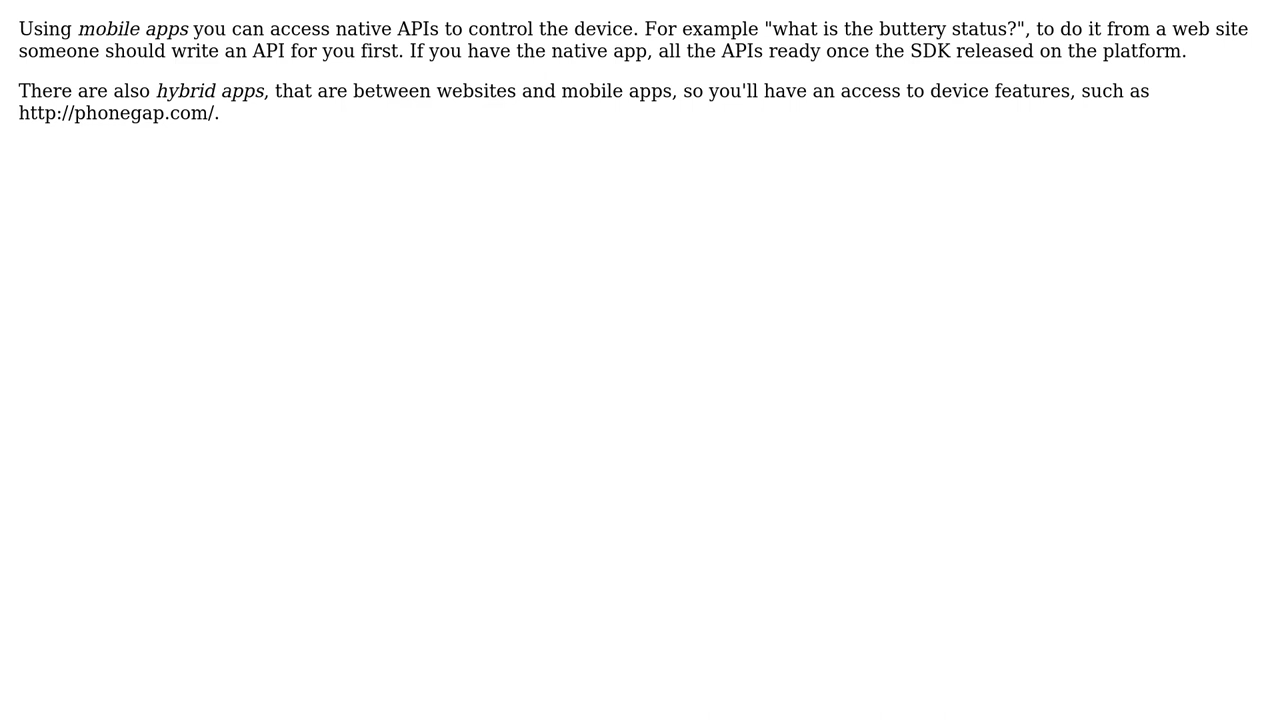 Using mobile apps you can access native APIs to control the device. For example "what is the buttery status?", to do it from a web site
someone should write an API for you first. If you have the native app, all the APIs ready once the SDK released on the platform.
There are also hybrid apps, that are between websites and mobile apps, so you'll have an access to device features, such as
http://phonegap.com/.